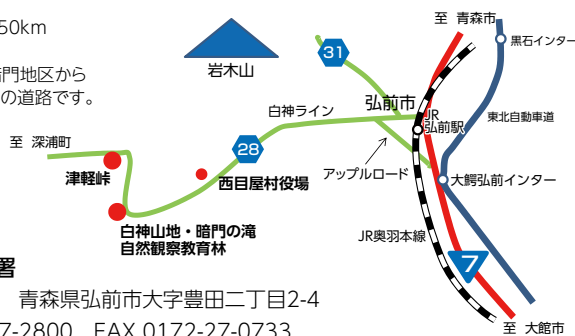 50km
暗門地区から
の道路です。
至 青森市
黒石インター
31
岩木山
弘前市
白神ライン
JR
弘前駅
東北自動車道
至 深浦町
28
津軽峠
西目屋村役場
アップルロード
大鰐弘前インター
白神山地・暗門の滝
自然観察教育林
JR奥羽本線
7
署
青森県弘前市大字豊田二丁目2-4
7-2800 FAX 0172-27-0733
至 大館市